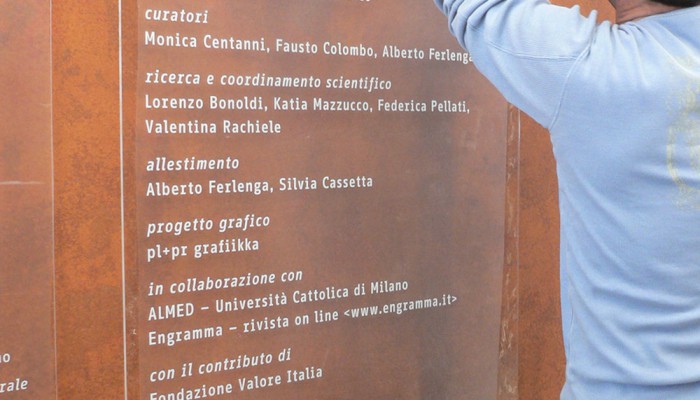 curatori
Monica Centanni, Fausto Colombo, Alberto Ferlenga
ricerca e coordinamento scientifico
Lorenzo Bonoldi, Katia Mazzucco, Federica Pellati,
Valentina Rachiele
allestimento
Alberto Ferlenga, Silvia Cassetta
progetto grafico
pl+pr grafiikka
in collaborazione con
ALMED – Università Cattolica di Milano
Engramma – rivista on line <www.engramma.it>
con il contributo di
Fondazione Valore Italia